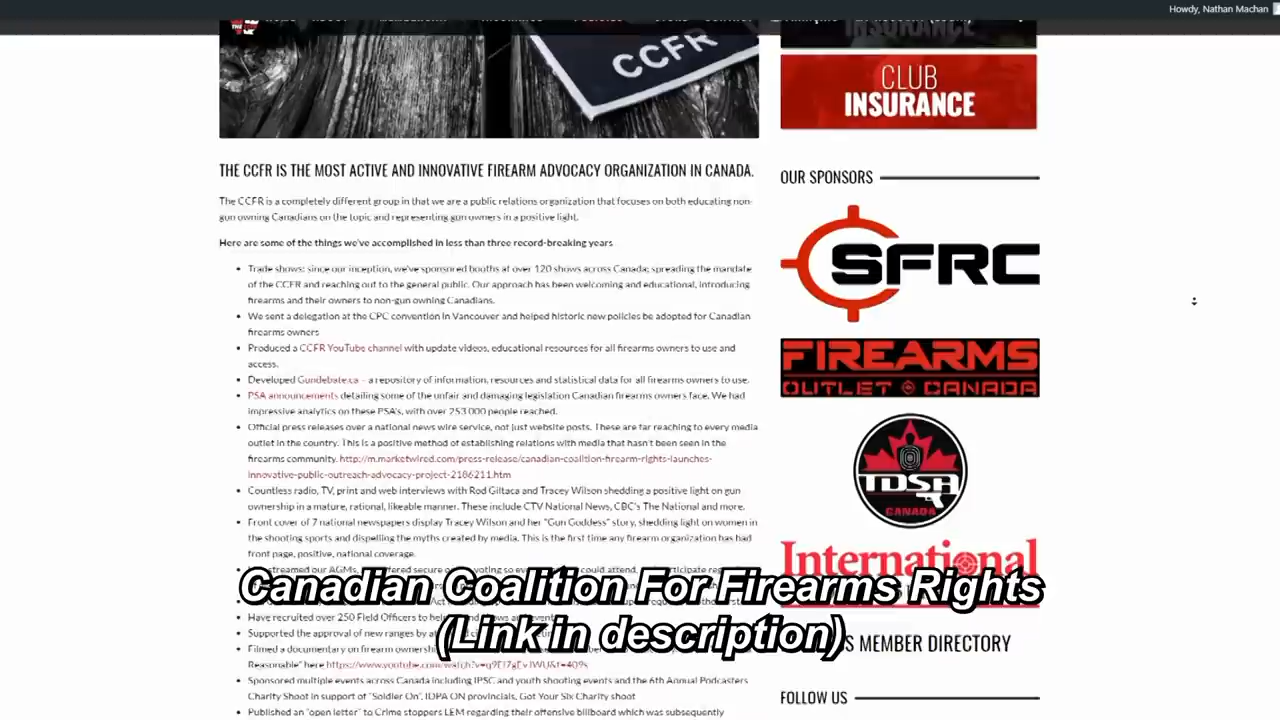 Howdy, Nathan Machan
CCFR
INSURANCE
CLUB
INSURANCE
THE CCFR IS THE MOST ACTIVE AND INNOVATIVE FIREARM ADVOCACY ORGANIZATION IN CANADA.
The CCFR is a completely different group in that we are a public relations organization that focuses on both educating non-
gun owning Canadians on the topic and representing gun owners in a positive light.
Here are some of the things we've accomplished in less than three record-breaking years
Trade shows: since our inception, we've sponsored booths at over 120 shows across Canada; spreading the mandate
of the CCFR and reaching out to the general public. Our approach has been welcoming and educational, introducing
firearms and their owners to non-gun owning Canadians.
We sent a delegation at the CPC convention in Vancouver and helped historic new policies be adopted for Canadian
firearms owners
Produced a CCFR YouTube channel with update videos, educational resources for all firearms owners to use and
access.
Developed Gundebate.ca – a repository of information, resources and statistical data for all firearms owners to use.
PSA announcements detailing some of the unfair and damaging legislation Canadian firearms owners face. We had
impressive analytics on these PSA's, with over 253 000 people reached.
Official press releases over a national news wire service, not just website posts. These are far reaching to every media
outlet in the country. This is a positive method of establishing relations with media that hasn't been seen in the
firearms community. http://m.marketwired.com/press-release/canadian-coalition-firearm-rights-launches-
innovative-public-outreach-advocacy-project-2186211.htm
Countless radio, TV, print and web interviews with Rod Giltaca and Tracey Wilson shedding a positive light on gun
ownership in a mature, rational, likeable manner. These include CTV National News, CBC's The National and more.
Front cover of 7 national newspapers display Tracey Wilson and her "Gun Goddess" story, shedding light on women in
the shooting sports and dispelling the myths created by media. This is the first time any firearm organization has had
front page, positive, national coverage.
streamed our AGMs,
Canadian Coalition For Firearms Rights
Have recruited over 250 Field Officers to
(Link in description)
Supported the approval of new ranges by
Filmed a documentary on firearm
Reasonable" here https://www.youtube.com/watch?
Sponsored multiple events across Canada including IPSC and youth shooting events and the 6th Annual Podcasters
Charity Shoot in support of "Soldier On", IDPA ON provincials, Got Your Six Charity shoot
Published an "open letter" to Crime stoppers LEM regarding their offensive billboard which was subsequently
OUR SPONSORS
SFRC
FIREARMS
OUTLET CANADA
TDSA
CANADA
International
MEMBER DIRECTORY
FOLLOW US